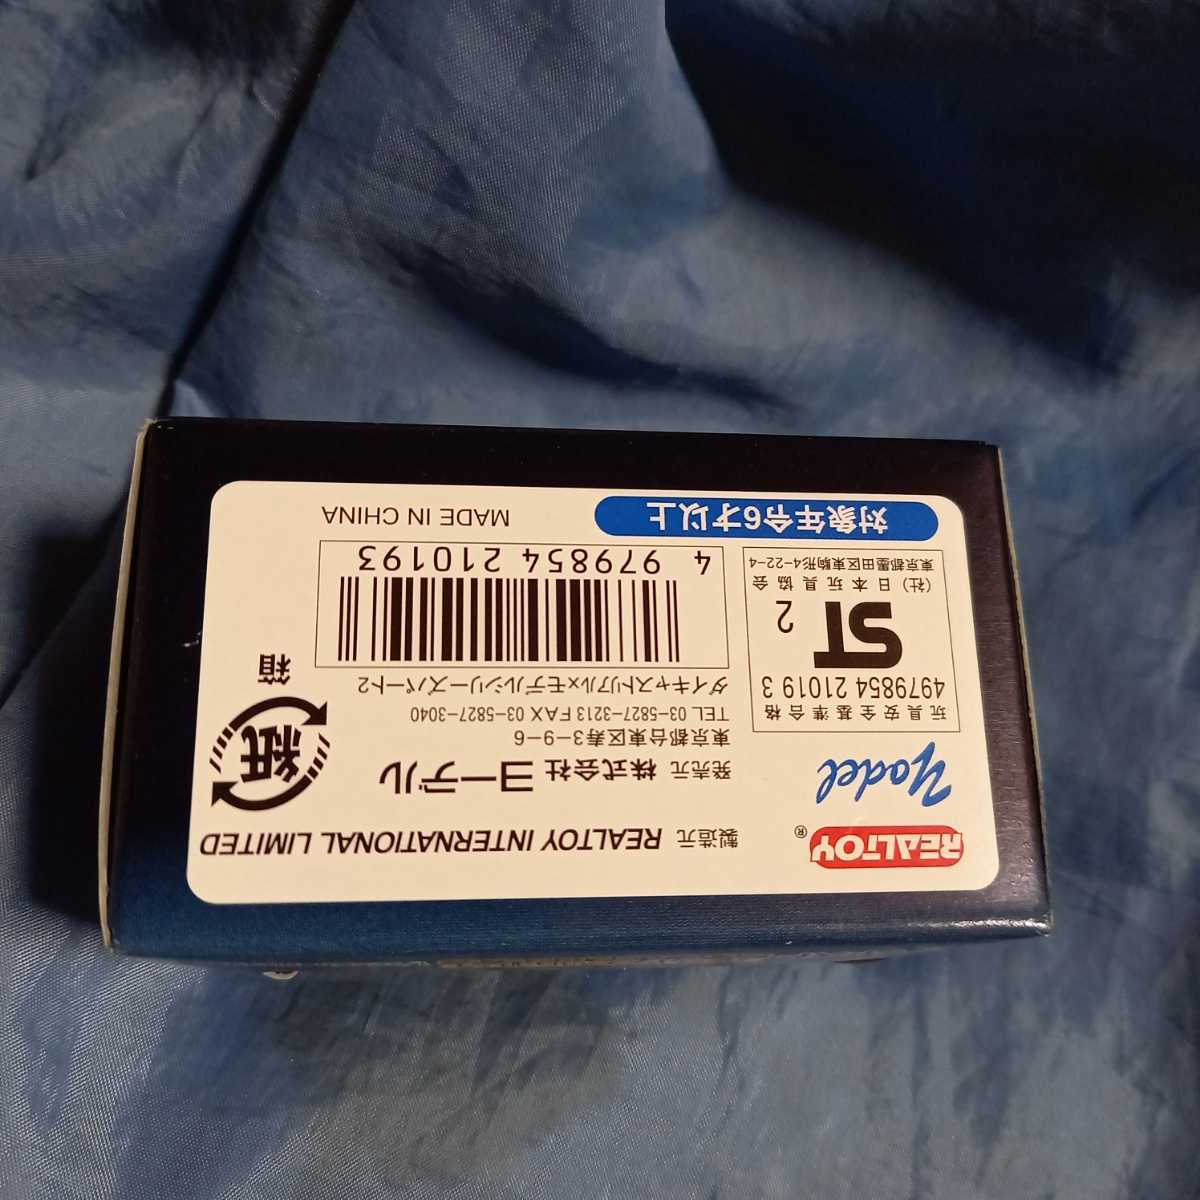 REALTOY®
製造元 REALTOY INTERNATIONAL LIMITED
Yodel
発売元 株式会社 ヨーデル
東京都台東区寿3-9-6
TEL 03-5827-3213 FAX 03-5827-3040
ダイキャストリアル×モデルシリーズパート2
紙
箱
玩具安全基準合格
4979854 21019 3
ST
2
(社)日本玩具協会
東京都墨田区東駒形4-22-4
4 979854 210193
対象年令6才以上
MADE IN CHINA